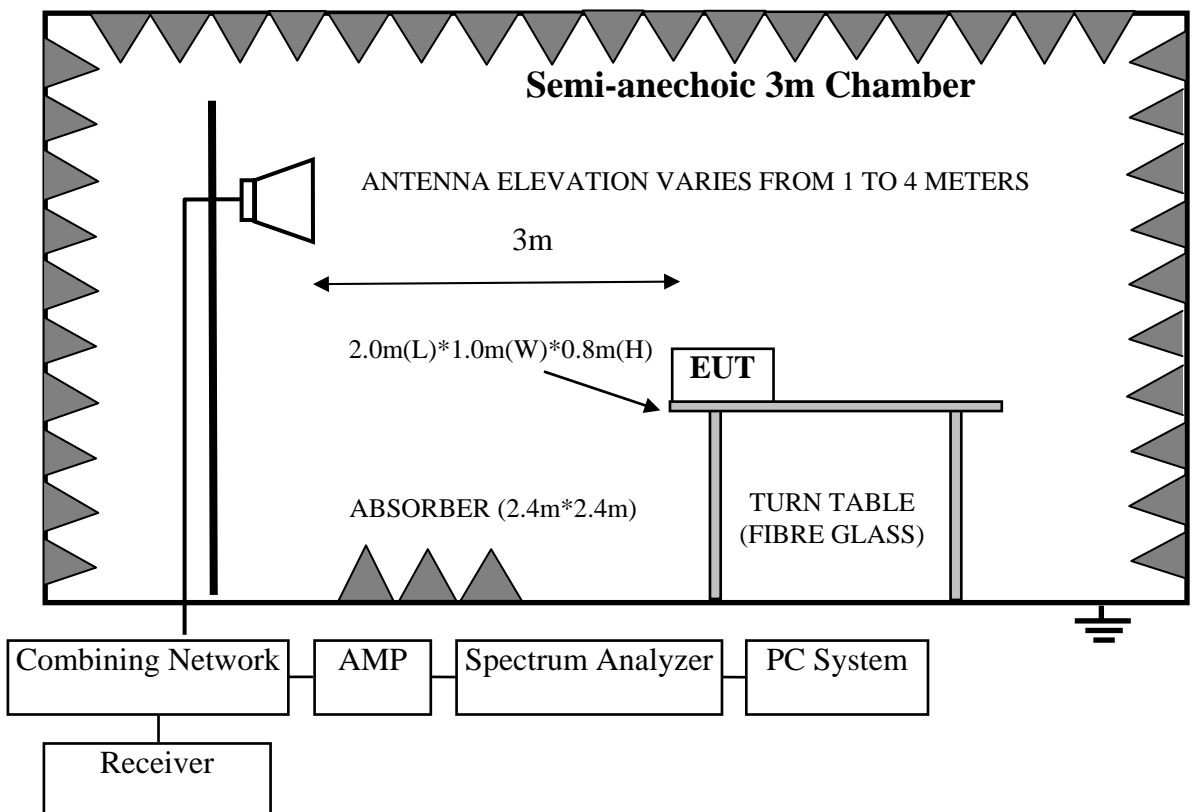 Semi-anechoic 3m Chamber
ANTENNA ELEVATION VARIES FROM 1 TO 4 METERS
3m
2.0m(L)*1.0m(W)*0.8m(H)
EUT
ABSORBER (2.4m*2.4m)
TURN TABLE
(FIBRE GLASS)
Combining Network
AMP
Spectrum Analyzer
PC System
Receiver